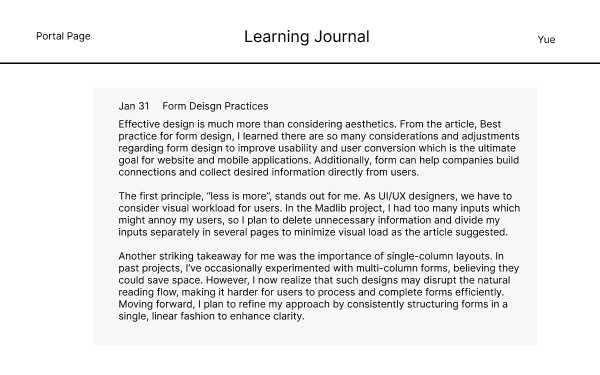 Portal Page
Learning Journal
Yue
Jan 31 Form Deisgn Practices
Effective design is much more than considering aesthetics. From the article, Best
practice for form design, I learned there are so many considerations and adjustments
regarding form design to improve usability and user conversion which is the ultimate
goal for website and mobile applications. Additionally, form can help companies build
connections and collect desired information directly from users.
The first principle, “less is more”, stands out for me. As UI/UX designers, we have to
consider visual workload for users. In the Madlib project, I had too many inputs which
might annoy my users, so I plan to delete unnecessary information and divide my
inputs separately in several pages to minimize visual load as the article suggested.
Another striking takeaway for me was the importance of single-column layouts. In
past projects, I’ve occasionally experimented with multi-column forms, believing they
could save space. However, I now realize that such designs may disrupt the natural
reading flow, making it harder for users to process and complete forms efficiently.
Moving forward, I plan to refine my approach by consistently structuring forms in a
single, linear fashion to enhance clarity.